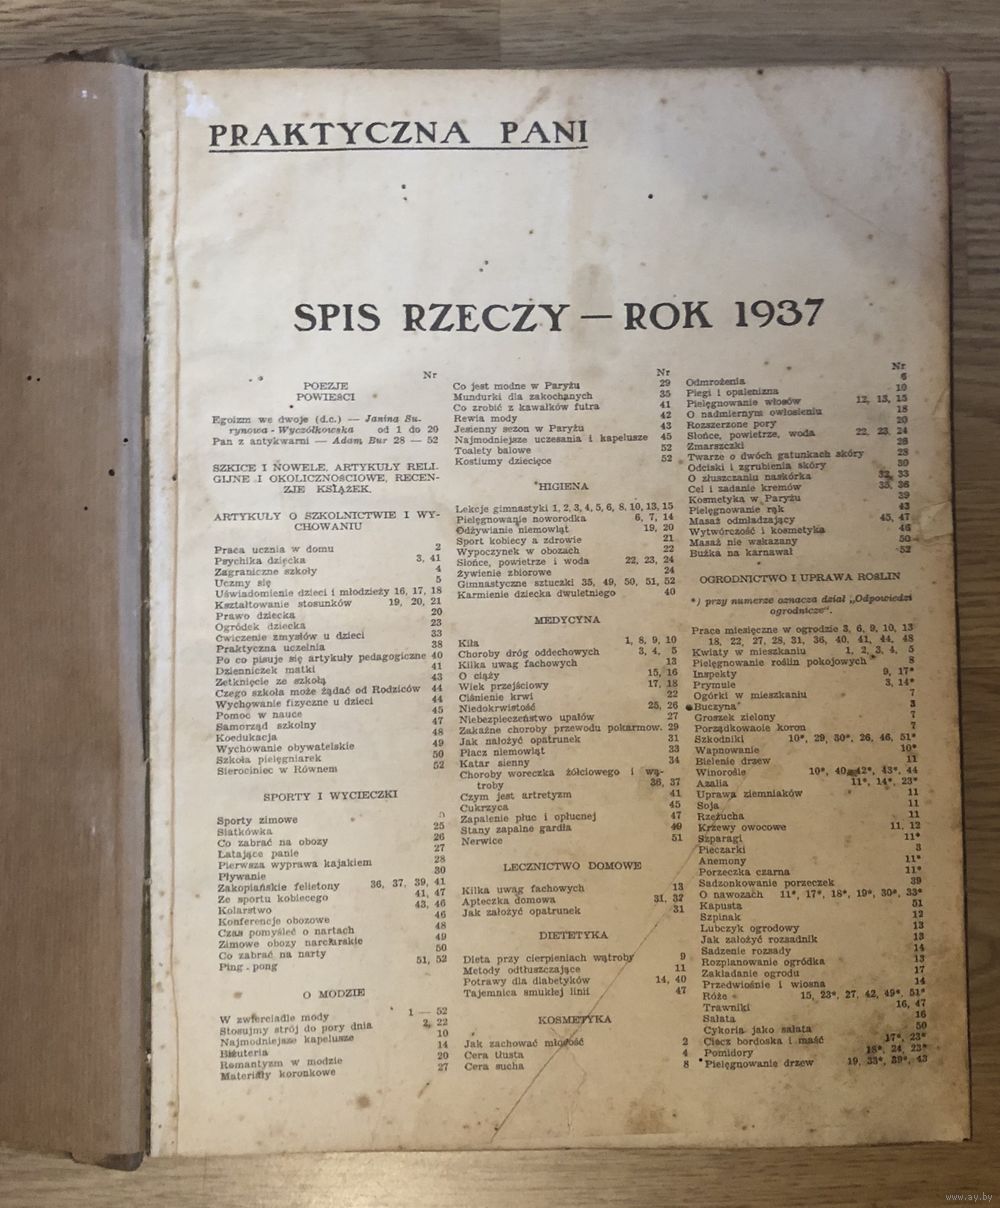 PRAKTYCZNA PANI
SPIS RZECZY — ROK 1937
Nr
POEZJE
POWIEŚCI
Egoizm we dwoje (d.c.) — Janina Su-
rynowa - Wyczółkowska od 1 do 20
Pan z antykwarni — Adam Bur 28 — 52
SZKICE I NOWELE, ARTYKUŁY RELI-
GIJNE I OKOLICZNOŚCIOWE, RECEN-
ZJE KSIĄŻEK.
ARTYKUŁY O SZKOLNICTWIE I WY-
CHOWANIU
Praca ucznia w domu 2
Psychika dziecka 3, 41
Zagraniczne szkoły 4
Uczmy się 5
Uświadomienie dzieci i młodzieży 16, 17, 18
Kształtowanie stosunków 19, 20, 21
Prawo dziecka 20
Ogródek dziecka 23
Ćwiczenie zmysłów u dzieci 33
Praktyczna uczelnia 38
Po co pisuje się artykuły pedagogiczne 40
Dzienniczek matki 41
Zetknięcie ze szkołą 43
Czego szkoła może żądać od Rodziców 44
Wychowanie fizyczne u dzieci 44
Pomoc w nauce 45
Samorząd szkolny 47
Koedukacja 48
Wychowanie obywatelskie 49
Szkoła pielęgniarek 50
Sierociniec w Równem 52
SPORTY I WYCIECZKI
Sporty zimowe
Siatkówka 25
Co zabrać na obozy 26
Latające panie 27
Pierwsza wyprawa kajakiem 28
Pływanie 30
Zakopiańskie felietony 36, 37, 39, 41
Ze sportu kobiecego 41, 47
Kolarstwo 43, 46
Konferencje obozowe 46
Czas pomyśleć o nartach 48
Zimowe obozy narciarskie 49
Co zabrać na narty 50
Ping - pong 51, 52
O MODZIE
W zwierciadle mody 1 — 52
Stosujmy strój do pory dnia 2, 22
Najmodniejsze kapelusze 10
Biżuteria 14
Romantyzm w modzie 20
Materiały koronkowe 27
Nr
Co jest modne w Paryżu 29
Mundurki dla zakochanych 35
Co zrobić z kawałków futra 41
Rewia mody 42
Jesienny sezon w Paryżu 43
Najmodniejsze uczesania i kapelusze 45
Toalety balowe 52
Kostiumy dziecięce 52
HIGIENA
Lekcje gimnastyki 1, 2, 3, 4, 5, 6, 8, 10, 13, 15
Pielęgnowanie noworodka 6, 7, 14
Odżywianie niemowląt 19, 20
Sport kobiecy a zdrowie 21
Wypoczynek w obozach 22
Słońce, powietrze i woda 22, 23, 24
Żywienie zbiorowe 24
Gimnastyczne sztuczki 35, 49, 50, 51, 52
Karmienie dziecka dwuletniego 40
MEDYCYNA
Kiła 1, 8, 9, 10
Choroby dróg oddechowych 3, 4, 5
Kilka uwag fachowych 13
O ciąży 15, 16
Wiek przejściowy 17, 18
Ciśnienie krwi 22
Niedokrwistość 25, 26
Niebezpieczeństwo upałów 27
Zakaźne choroby przewodu pokarmow. 29
Jak nałożyć opatrunek 31
Płacz niemowląt 33
Katar sienny 34
Choroby woreczka żółciowego i wą-
troby 36, 37
Czym jest artretyzm 41
Cukrzyca 45
Zapalenie płuc i opłucnej 47
Stany zapalne gardła 49
Nerwice 51
LECZNICTWO DOMOWE
Kilka uwag fachowych 13
Apteczka domowa 31, 32
Jak założyć opatrunek 31
DIETETYKA
Dieta przy cierpieniach wątroby 9
Metody odtłuszczające 11
Potrawy dla diabetyków 14, 40
Tajemnica smukłej linii 47
KOSMETYKA
Jak zachować młodość 2
Cera tłusta 4
Cera sucha 8
Nr
Odmrożenia 6
Piegi i opalenizna 10
Pielęgnowanie włosów 12, 13, 15
O nadmiernym owłosieniu 18
Rozszerzone pory 20
Słońce, powietrze, woda 22, 23, 24
Zmarszczki 26
Twarze o dwóch gatunkach skóry 28
Odciski i zgrubienia skóry 30
O złuszczaniu naskórka 32, 33
Cel i zadanie kremów 35, 36
Kosmetyka w Paryżu 39
Pielęgnowanie rąk 43
Masaż odmładzający 45, 47
Wytwórczość i kosmetyka 46
Masaż nie wskazany 50
Buźka na karnawał 52
OGRODNICTWO I UPRAWA ROŚLIN
*) przy numerze oznacza dział „Odpowiedzi
ogrodnicze".
Prace miesięczne w ogrodzie 3, 6, 9, 10, 13
18, 22, 27, 28, 31, 36, 40, 41, 44, 48
Kwiaty w mieszkaniu 1, 2, 3, 4, 5
Pielęgnowanie roślin pokojowych 8
Inspekty 9, 17*
Prymule 3, 14*
Ogórki w mieszkaniu 7
Buczyna 3
Groszek zielony 7
Porządkowaoie koron 7
Szkodniki 10*, 29, 30*, 26, 46, 51*
Wapnowanie 10*
Bielenie drzew 11
Winorośle 10*, 40, 42*, 43*, 44
Azalia 11*, 14*, 23*
Uprawa ziemniaków 11
Soja 11
Rzeżucha 11
Krzewy owocowe 11, 12
Szparagi 11*
Pieczarki 3
Anemony 11*
Porzeczka czarna 11*
Sadzonkowanie porzeczek 39
O nawozach 11*, 17*, 18*, 19*, 30*, 33*
Kapusta 51
Szpinak 12
Lubczyk ogrodowy 13
Jak założyć rozsadnik 13
Sadzenie rozsady 14
Rozplanowanie ogródka 13
Zakładanie ogrodu 17
Przedwiośnie i wiosna 14
Róże 15, 23*, 27, 42, 49*, 51*
Trawniki 16, 47
Sałata 16
Cykoria jako sałata 50
Ciecz bordoska i maść 17*, 23*
Pomidory 18*, 24, 23*
Pielęgnowanie drzew 19, 33*, 39*, 43
www.ay.by